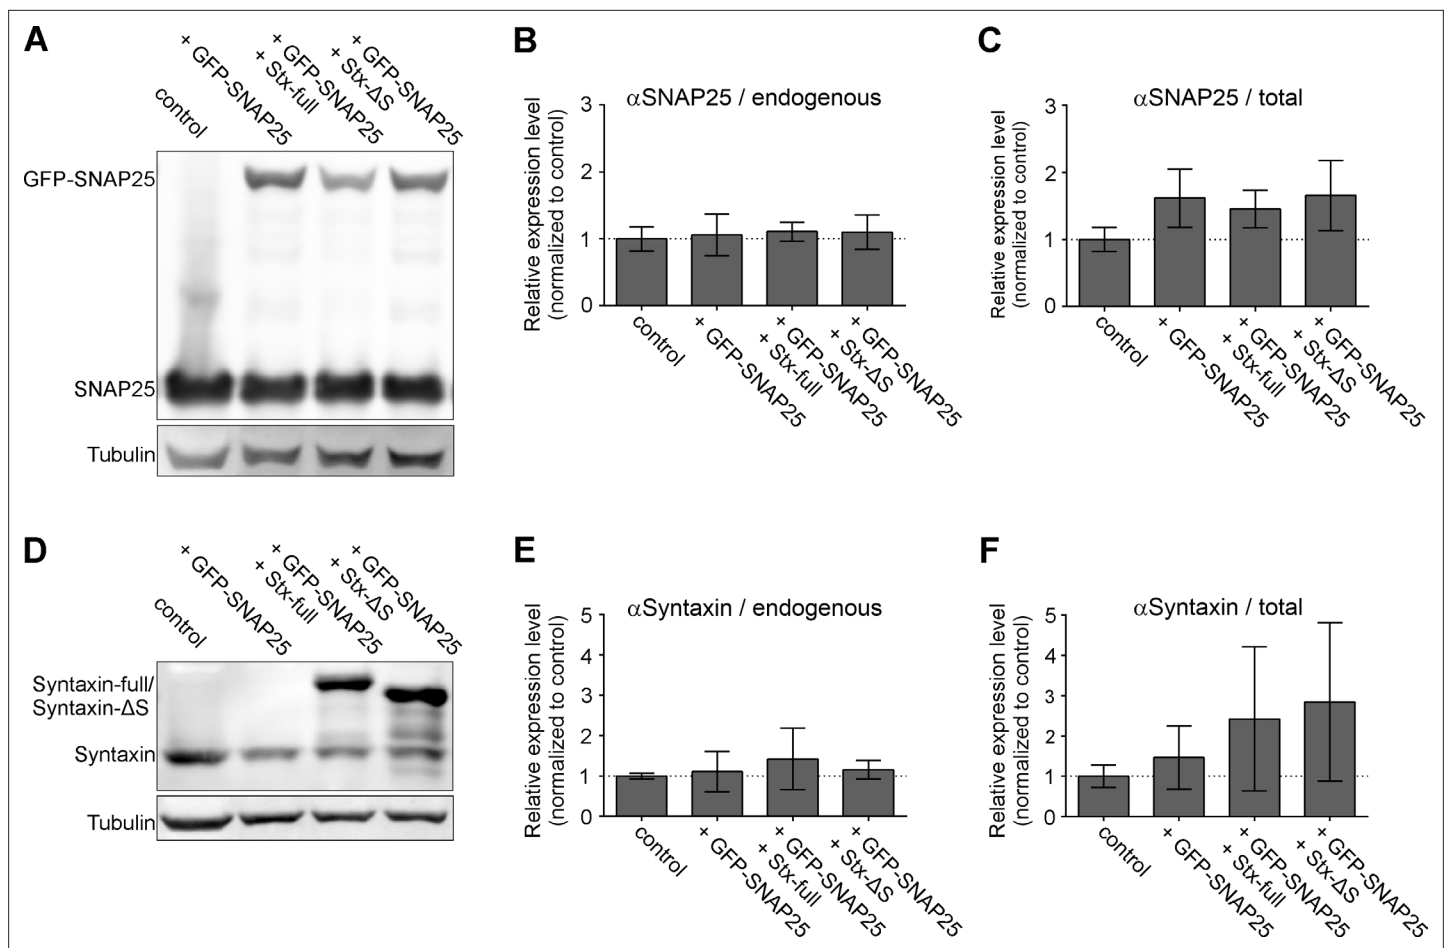 A
control
+ GFP-SNAP25
+ GFP-SNAP25
+ Stx-full
+ GFP-SNAP25
+ Stx-ΔS
GFP-SNAP25
SNAP25
Tubulin
B
αSNAP25 / endogenous
Relative expression level
(normalized to control)
3
2
1
0
control
+ GFP-SNAP25
+ GFP-SNAP25
+ Stx-full
+ GFP-SNAP25
+ Stx-ΔS
C
αSNAP25 / total
Relative expression level
(normalized to control)
3
2
1
0
control
+ GFP-SNAP25
+ GFP-SNAP25
+ Stx-full
+ GFP-SNAP25
+ Stx-ΔS
D
control
+ GFP-SNAP25
+ GFP-SNAP25
+ Stx-full
+ GFP-SNAP25
+ Stx-ΔS
Syntaxin-full/
Syntaxin-ΔS
Syntaxin
Tubulin
E
αSyntaxin / endogenous
Relative expression level
(normalized to control)
5
4
3
2
1
0
control
+ GFP-SNAP25
+ GFP-SNAP25
+ Stx-full
+ GFP-SNAP25
+ Stx-ΔS
F
αSyntaxin / total
Relative expression level
(normalized to control)
5
4
3
2
1
0
control
+ GFP-SNAP25
+ GFP-SNAP25
+ Stx-full
+ GFP-SNAP25
+ Stx-ΔS